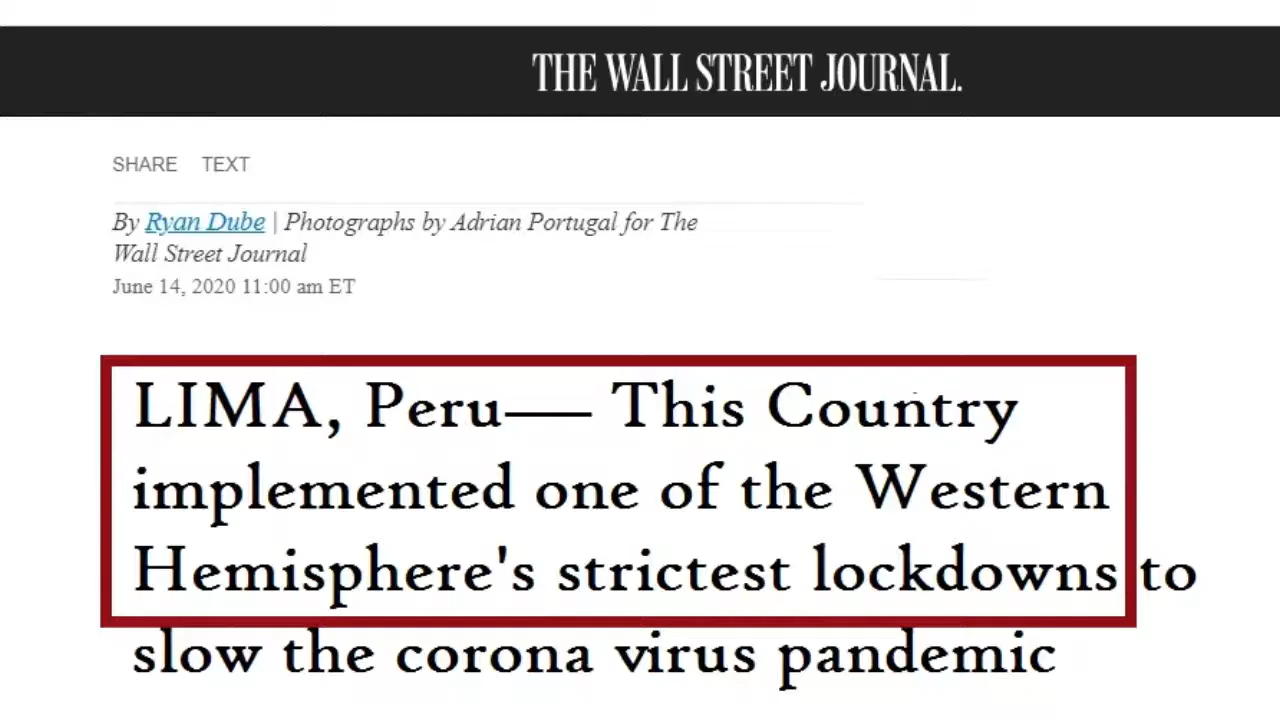 THE WALL STREET JOURNAL.
SHARE TEXT
By Ryan Dube | Photographs by Adrian Portugal for The
Wall Street Journal
June 14, 2020 11:00 am ET
LIMA, Peru— This Country
implemented one of the Western
Hemisphere's strictest lockdowns to
slow the corona virus pandemic